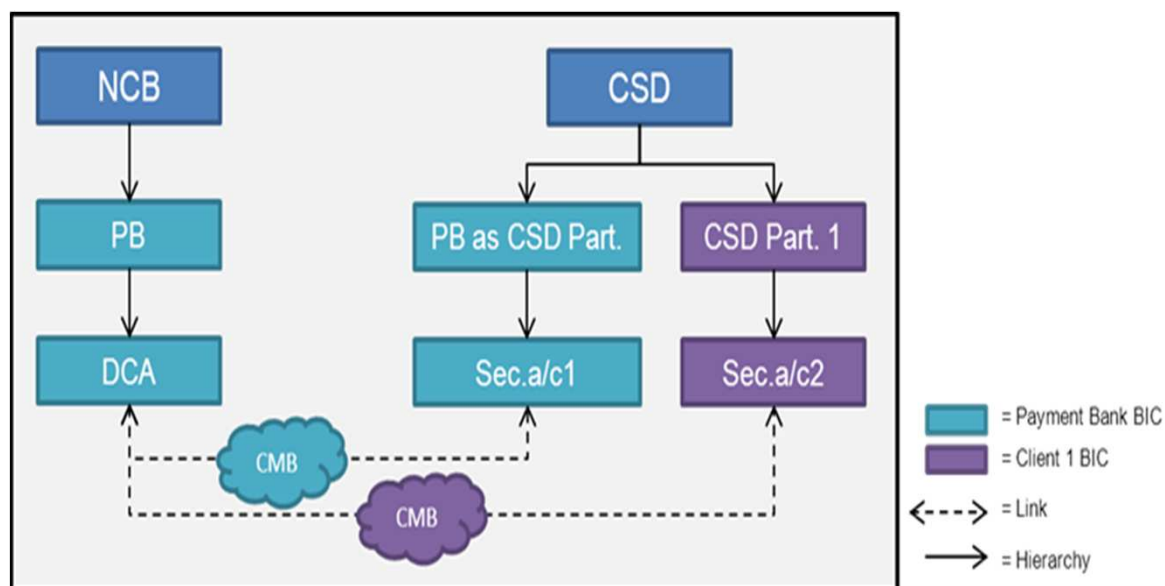 NCB
CSD
PB
PB as CSD Part.
CSD Part. 1
DCA
Sec.a/c1
Sec.a/c2
CMB
CMB
= Payment Bank BIC
= Client 1 BIC
= Link
= Hierarchy